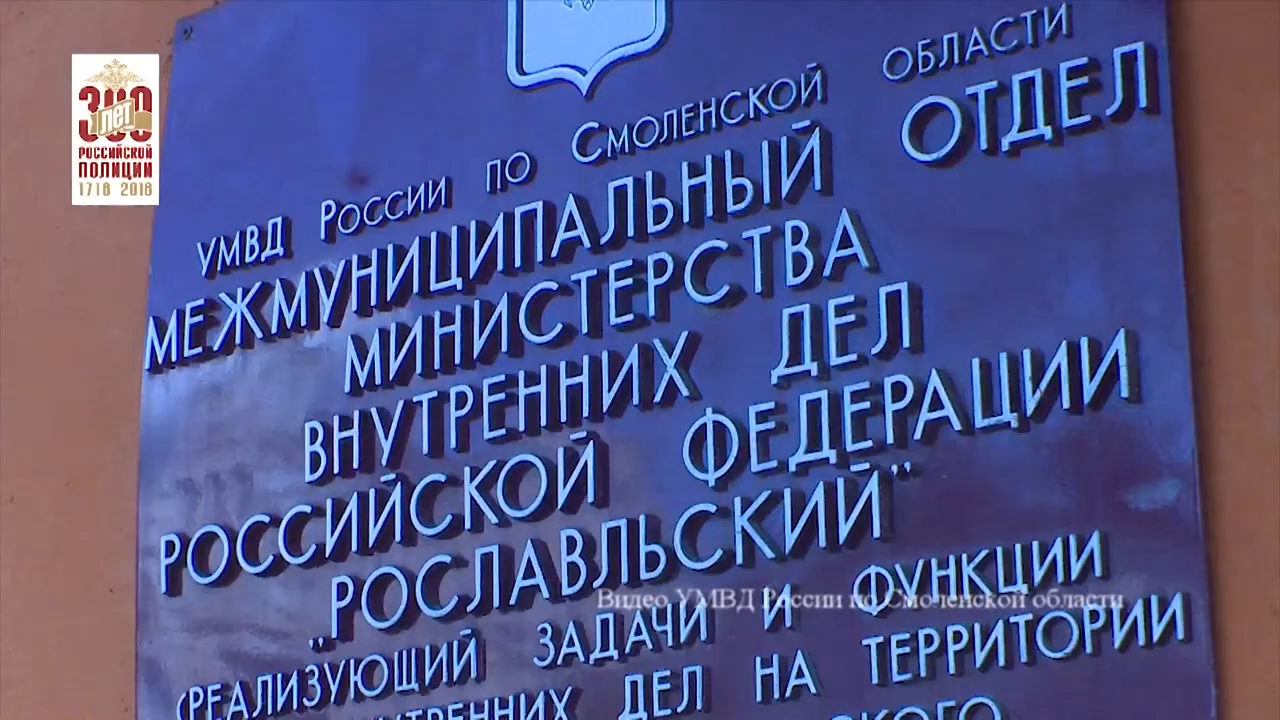 300
ЛЕТ
РОССИЙСКОЙ
ПОЛИЦИИ
1718 2018
УМВД РОССИИ ПО СМОЛЕНСКОЙ ОБЛАСТИ
МЕЖМУНИЦИПАЛЬНЫЙ ОТДЕЛ
МИНИСТЕРСТВА
ВНУТРЕННИХ ДЕЛ
РОССИЙСКОЙ ФЕДЕРАЦИИ
„РОСЛАВЛЬСКИЙ”
Видео УМВД России по Смоленской области
(РЕАЛИЗУЮЩИЙ ЗАДАЧИ И ФУНКЦИИ
ДЕЛ НА ТЕРРИТОРИИ